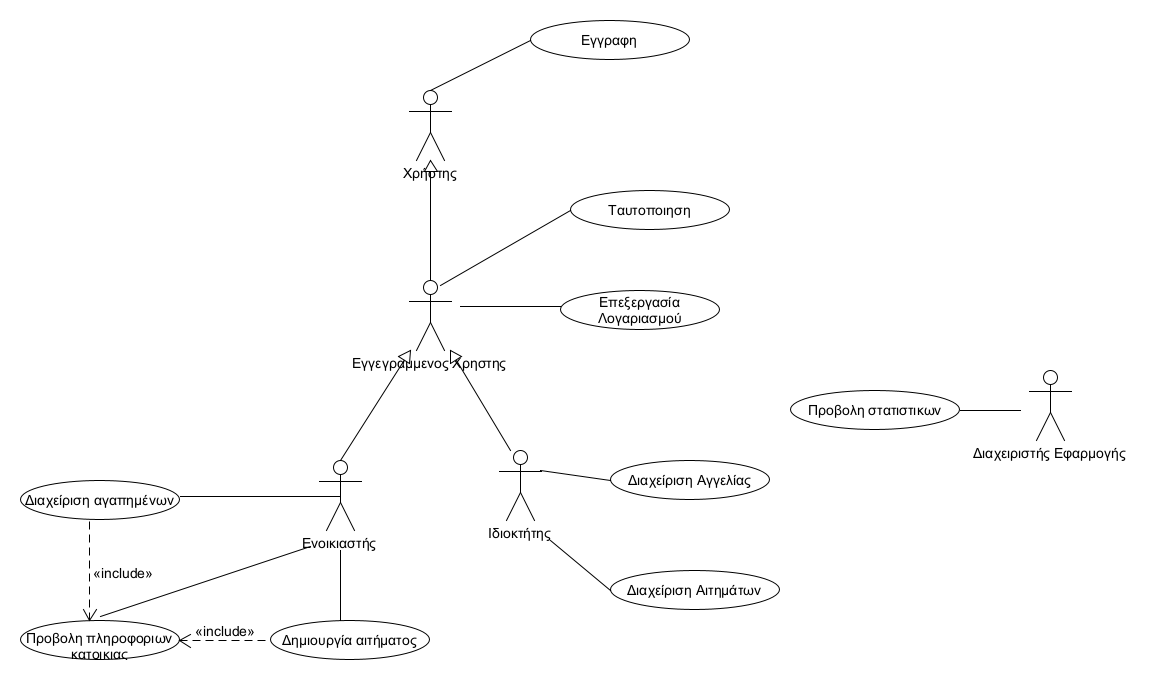 Εγγραφη
Χρήστης
Ταυτοποιηση
Επεξεργασία
Λογαριασμού
Εγγεγραμμενος Χρηστης
Προβολη στατιστικων
Διαχειριστής Εφαρμογής
Διαχείριση αγαπημένων
Διαχείριση Αγγελίας
Ιδιοκτήτης
Ενοικιαστής
«include»
Διαχείριση Αιτημάτων
«include»
Προβολη πληροφοριων
κατοικιας
Δημιουργία αιτήματος